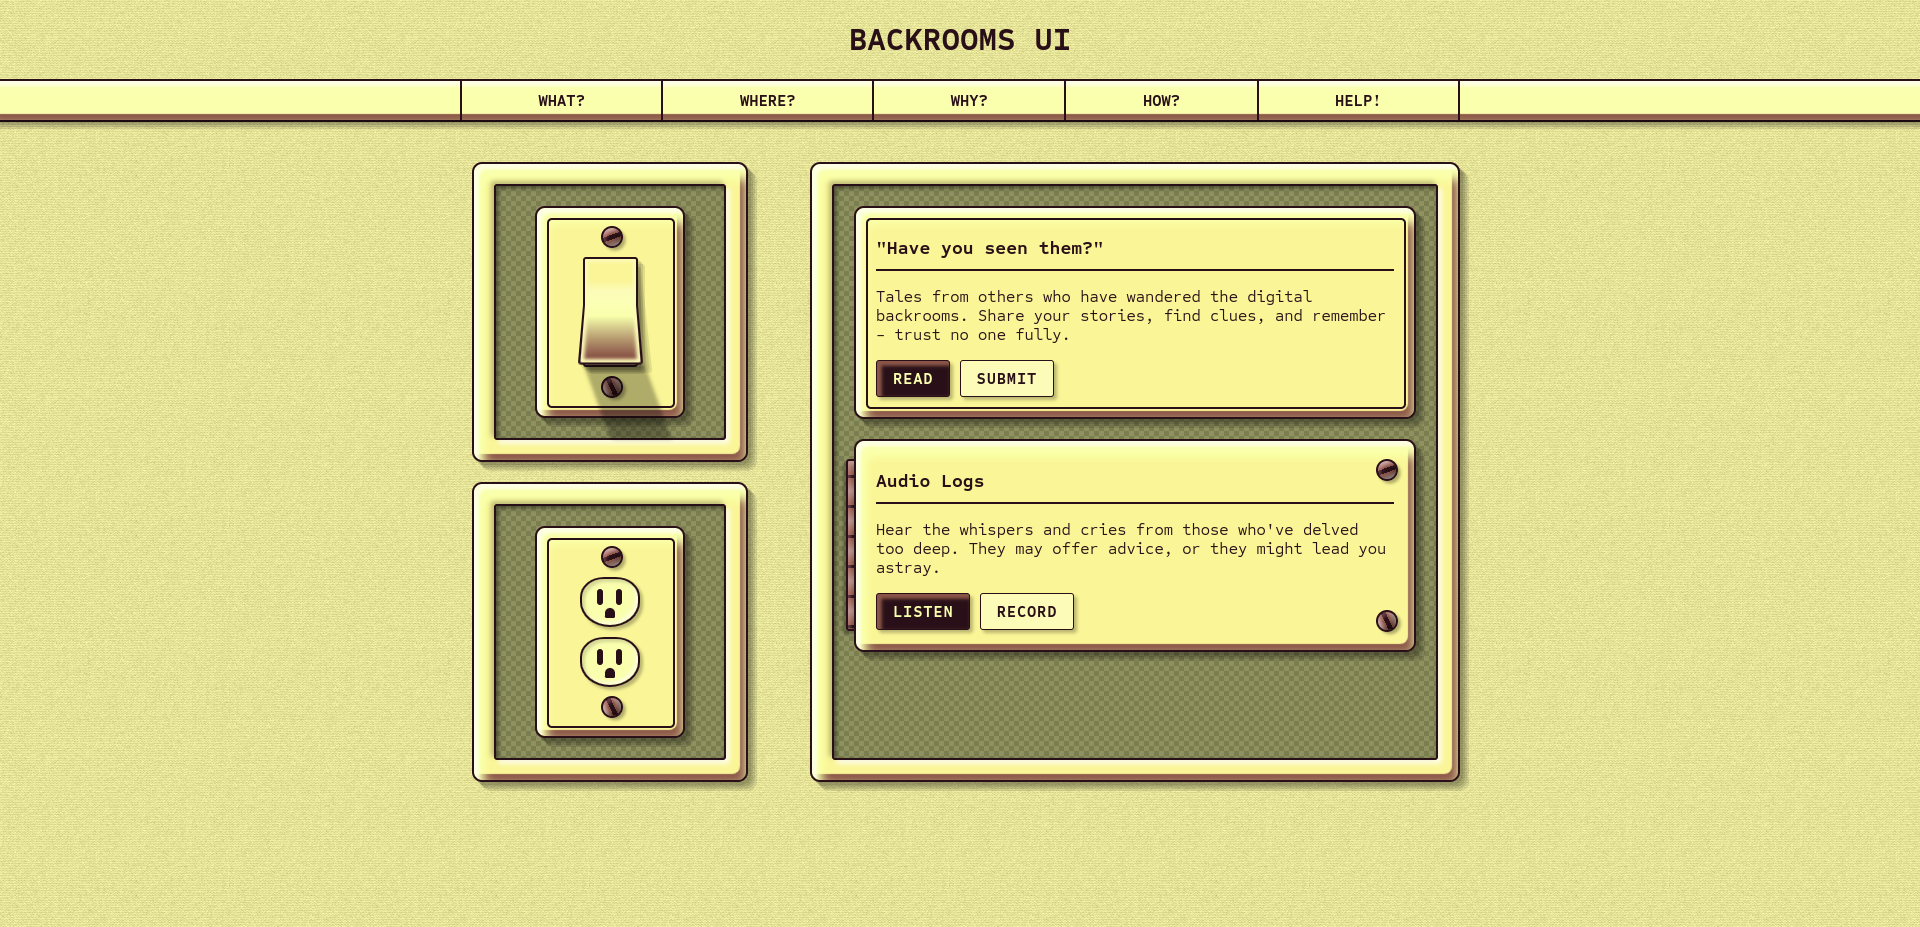 BACKROOMS UI
WHAT? WHERE? WHY? HOW? HELP!
"Have you seen them?"
Tales from others who have wandered the digital
backrooms. Share your stories, find clues, and remember
– trust no one fully.
READ SUBMIT
Audio Logs
Hear the whispers and cries from those who've delved
too deep. They may offer advice, or they might lead you
astray.
LISTEN RECORD